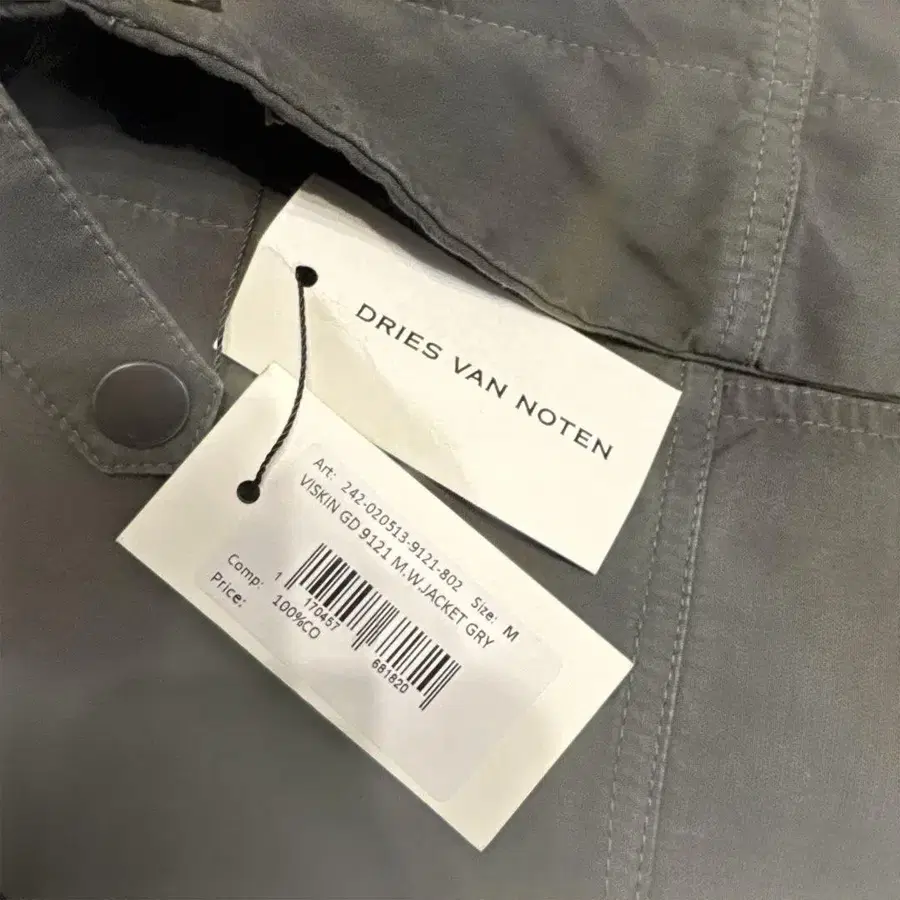 DRIES VAN NOTEN
Art: 242-020513-9121-802 Size: M
VISKIN GD 9121 M.W.JACKET GRY
1 170457 681820
Comp: 100%CO
Price: